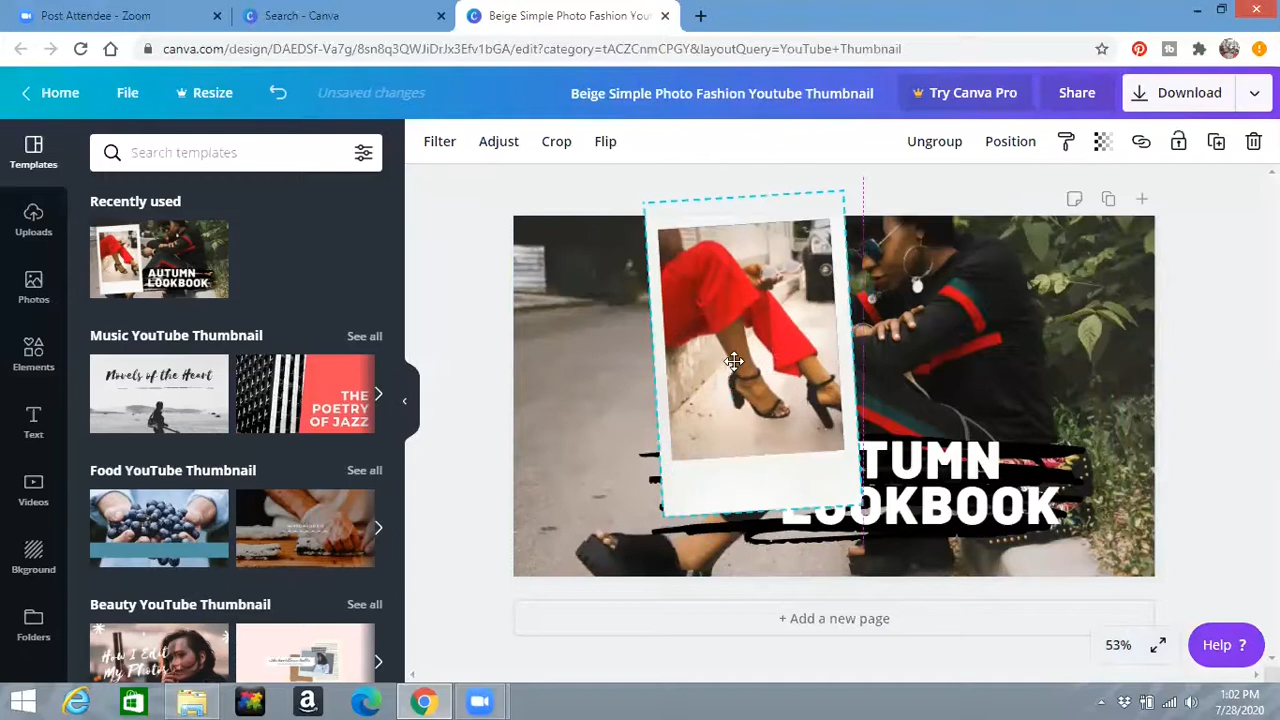 Post Attendee - Zoom
Search - Canva
Beige Simple Photo Fashion You
canva.com/design/DAEDSf-Va7g/8sn8q3QWJiDrJx3Efv1bGA/edit?category=tACZCnmCPGY&layoutQuery=YouTube+Thumbnail
Home
File
Resize
Unsaved changes
Beige Simple Photo Fashion Youtube Thumbnail
Try Canva Pro
Share
Download
Filter
Adjust
Crop
Flip
Ungroup
Position
Templates
Uploads
Photos
Elements
Text
Videos
Bkground
Folders
Search templates
Recently used
AUTUMN
LOOKBOOK
Music YouTube Thumbnail
See all
Novels of the Heart
THE
POETRY
OF JAZZ
Food YouTube Thumbnail
See all
Beauty YouTube Thumbnail
See all
How I Edit
My Photos
TUMN
LOOKBOOK
+ Add a new page
53%
Help ?
1:02 PM
7/28/2020